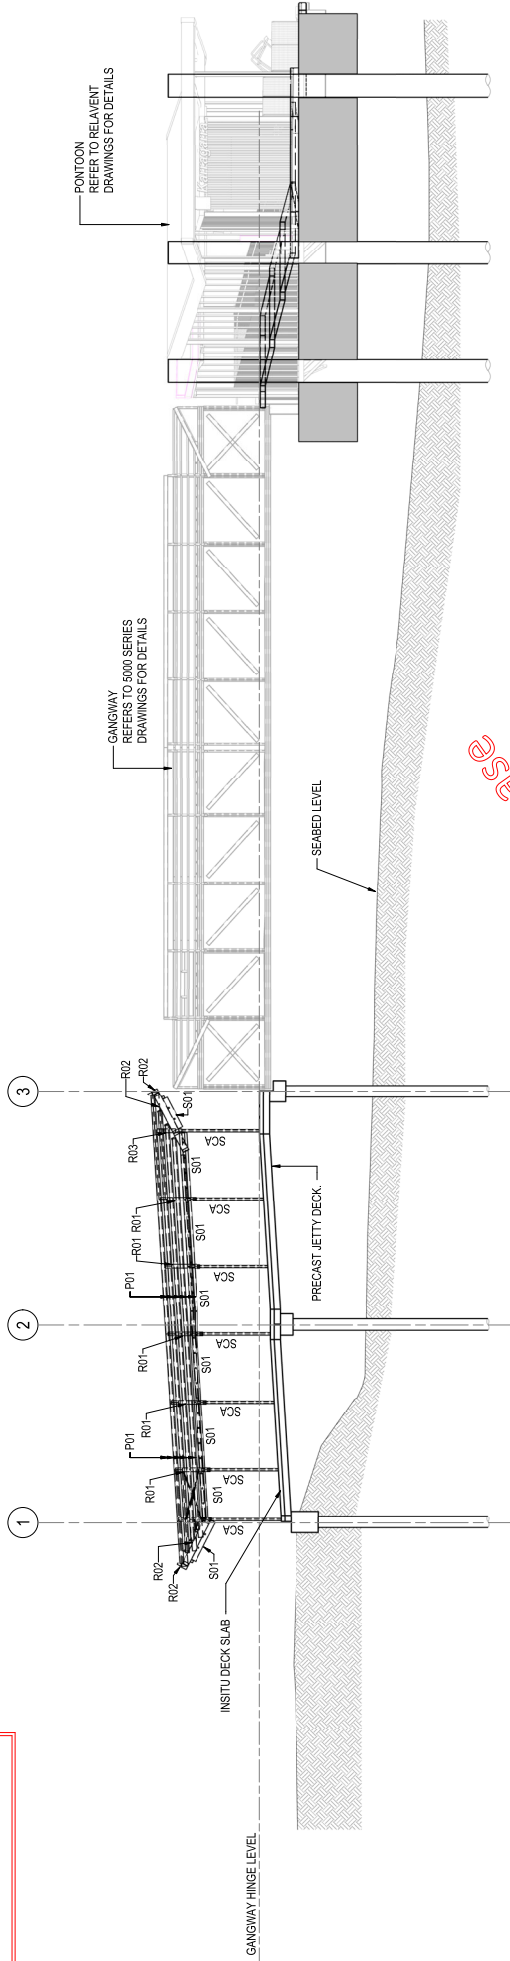 PONTOON
REFER TO RELAVENT
DRAWINGS FOR DETAILS
GANGWAY
REFERS TO 5000 SERIES
DRAWINGS FOR DETAILS
SEABED LEVEL
ase
3
2
1
R02
R02
S01
R03
SCA
S01
R01
SCA
S01
R01
SCA
P01
S01
R01
SCA
S01
R01
SCA
S01
P01
R01
SCA
S01
R02
R02
SCA
S01
PRECAST JETTY DECK.
INSITU DECK SLAB
GANGWAY HINGE LEVEL